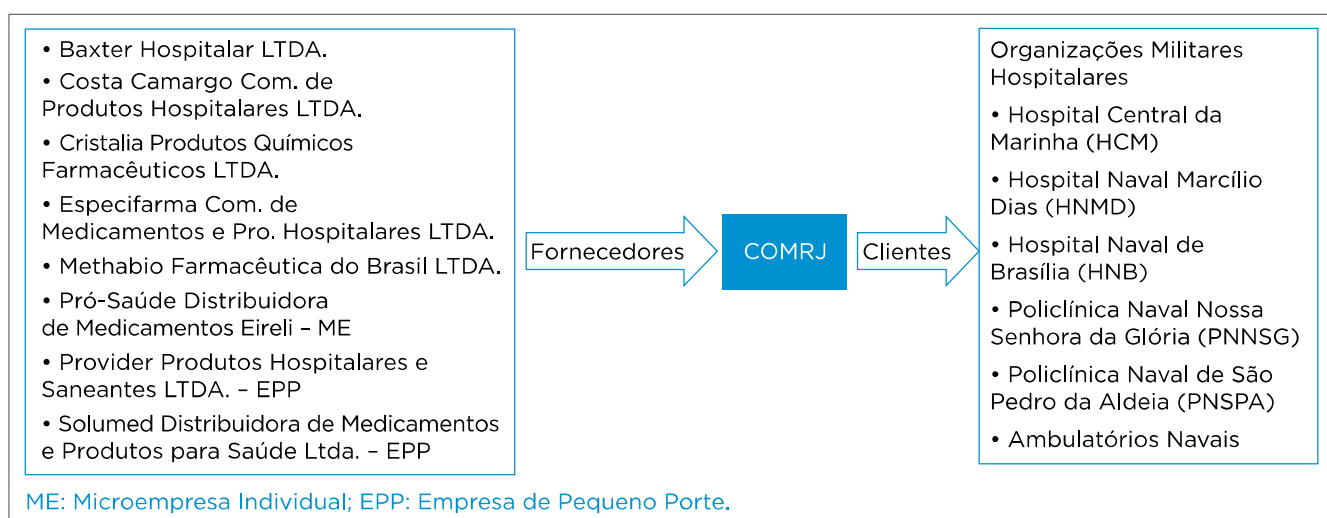 • Baxter Hospitalar LTDA.
• Costa Camargo Com. de
Produtos Hospitalares LTDA.
• Cristalia Produtos Químicos
Farmacêuticos LTDA.
• Especifarma Com. de
Medicamentos e Pro. Hospitalares LTDA.
• Methabio Farmacêutica do Brasil LTDA.
• Pró-Saúde Distribuidora
de Medicamentos Eireli – ME
• Provider Produtos Hospitalares e
Saneantes LTDA. – EPP
• Solumed Distribuidora de Medicamentos
e Produtos para Saúde Ltda. – EPP
Fornecedores
COMRJ
Clientes
Organizações Militares
Hospitalares
• Hospital Central da
Marinha (HCM)
• Hospital Naval Marcílio
Dias (HNMD)
• Hospital Naval de
Brasília (HNB)
• Policlínica Naval Nossa
Senhora da Glória (PNNSG)
• Policlínica Naval de São
Pedro da Aldeia (PNSPA)
• Ambulatórios Navais
ME: Microempresa Individual; EPP: Empresa de Pequeno Porte.